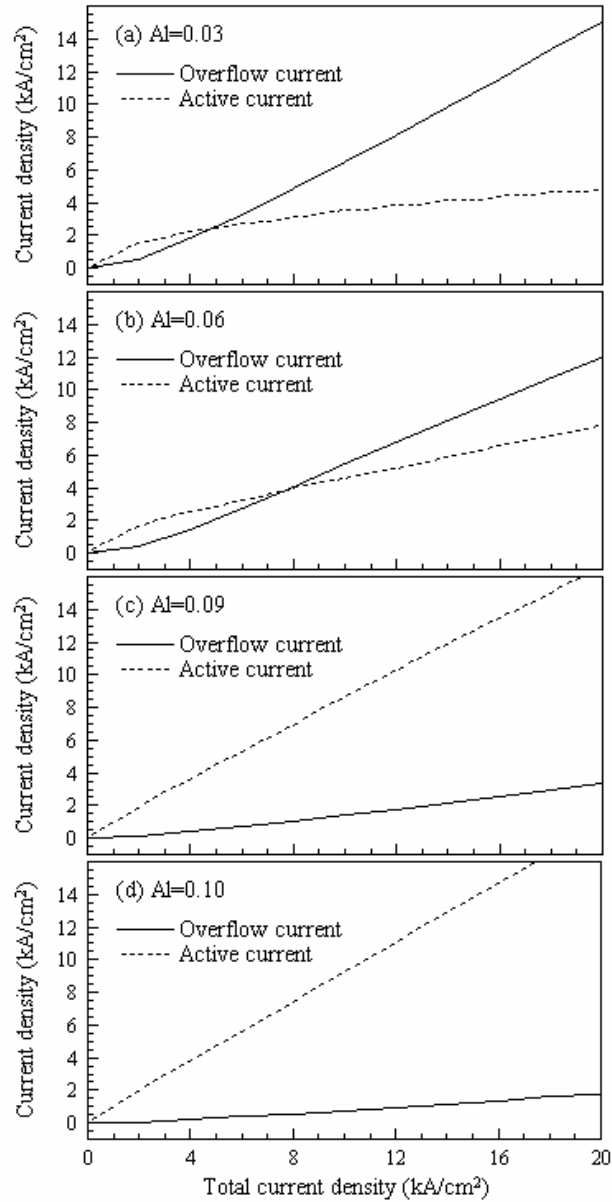 14
12
10
8
6
4
2
0
Current density (kA/cm²)
(a) Al=0.03
Overflow current
Active current
14
12
10
8
6
4
2
0
Current density (kA/cm²)
(b) Al=0.06
Overflow current
Active current
14
12
10
8
6
4
2
0
Current density (kA/cm²)
(c) Al=0.09
Overflow current
Active current
14
12
10
8
6
4
2
0
Current density (kA/cm²)
(d) Al=0.10
Overflow current
Active current
0 4 8 12 16 20
Total current density (kA/cm²)